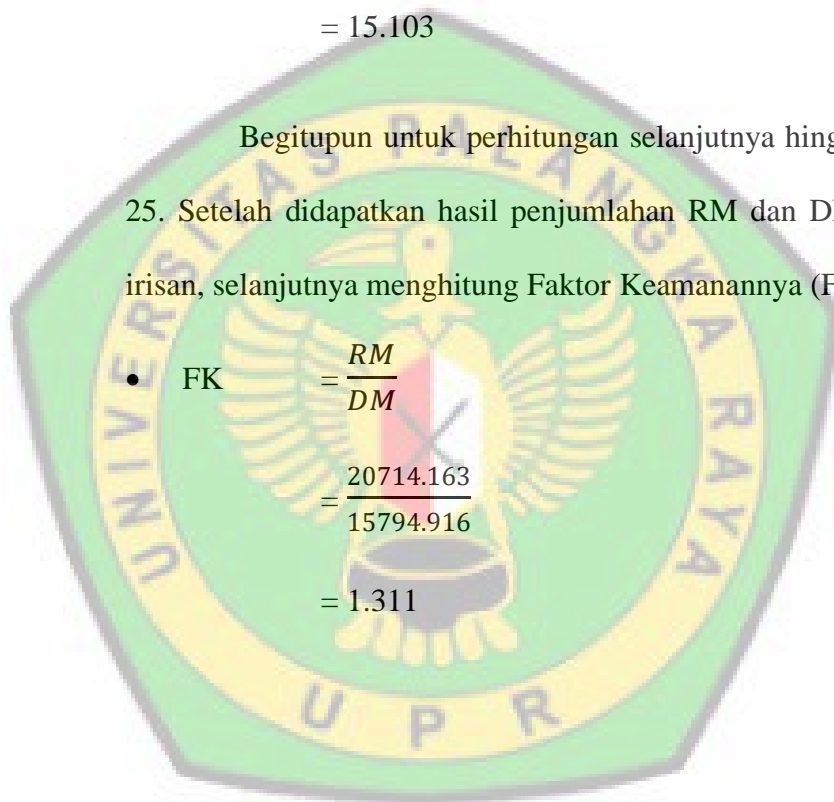 = 15.103
Begitupun untuk perhitungan selanjutnya
25. Setelah didapatkan hasil penjumlahan RM dan
irisan, selanjutnya menghitung Faktor Keamanannya
• FK = RM / DM
= 20714.163 / 15794.916
= 1.311
UNIVERSITAS PALANGKA RAYA
UPR